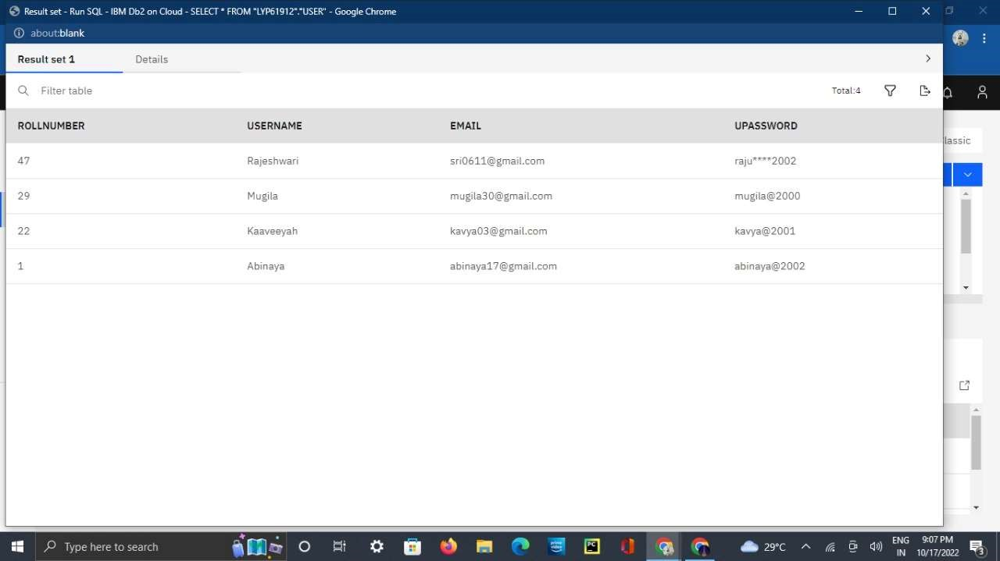 Result set - Run SQL - IBM Db2 on Cloud - SELECT * FROM "LYP61912"."USER" - Google Chrome
about:blank
Result set 1 Details
Filter table Total:4
ROLLNUMBER USERNAME EMAIL UPASSWORD
lassic
47 Rajeshwari sri0611@gmail.com raju****2002
29 Mugila mugila30@gmail.com mugila@2000
22 Kaaveeyah kavya03@gmail.com kavya@2001
1 Abinaya abinaya17@gmail.com abinaya@2002
Type here to search
prime video
PC
29°C
ENG 9:07 PM
IN 10/17/2022
3